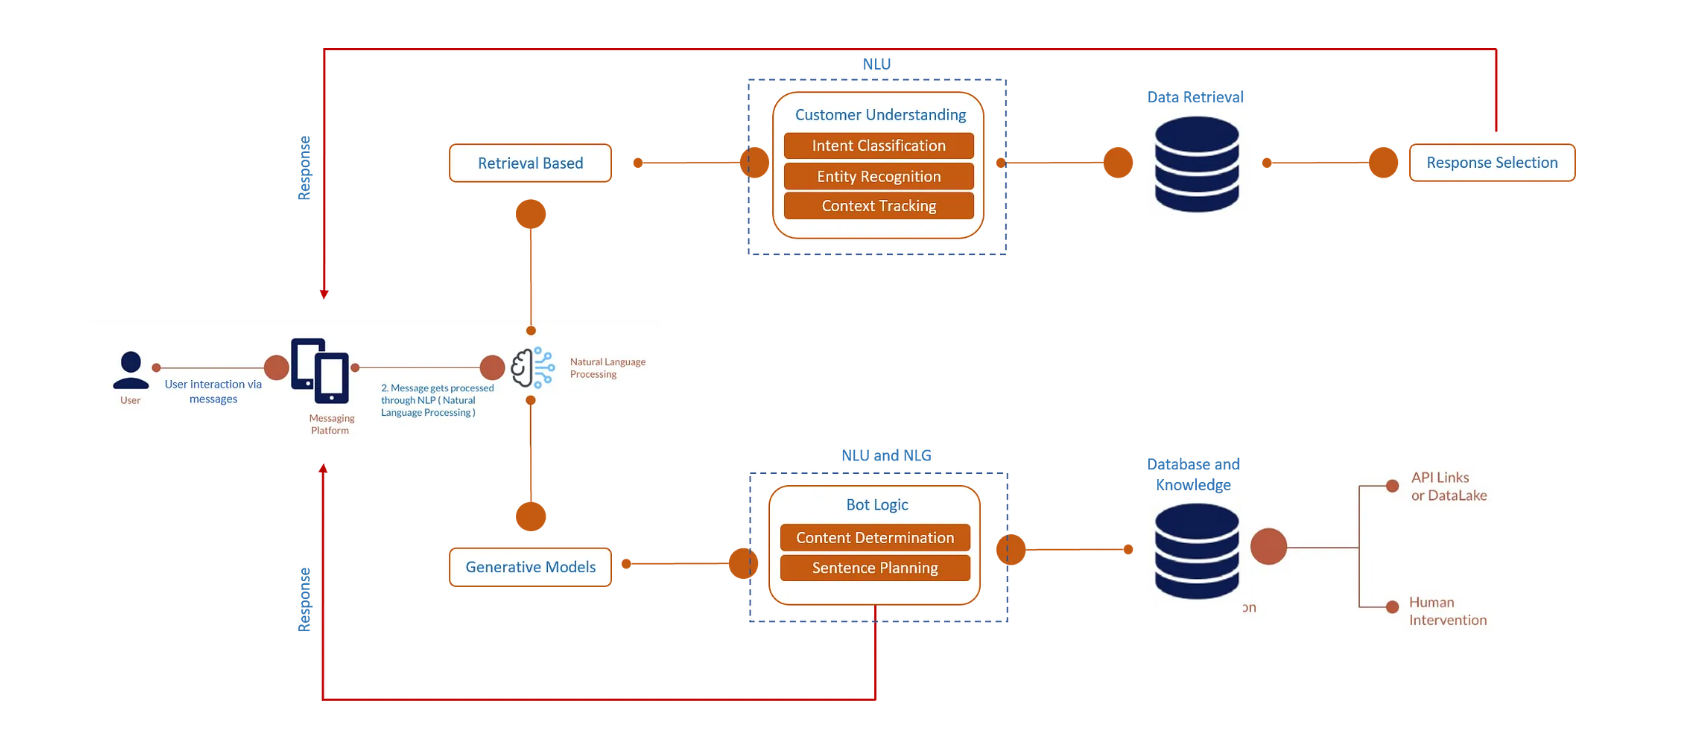 NLU
Customer Understanding
Intent Classification
Entity Recognition
Context Tracking
Data Retrieval
Retrieval Based
Response Selection
Response
User
User interaction via
messages
Messaging
Platform
2. Message gets processed
through NLP ( Natural
Language Processing )
Natural Language
Processing
NLU and NLG
Bot Logic
Content Determination
Sentence Planning
Generative Models
Database and
Knowledge
on
API Links
or DataLake
Human
Intervention
Response